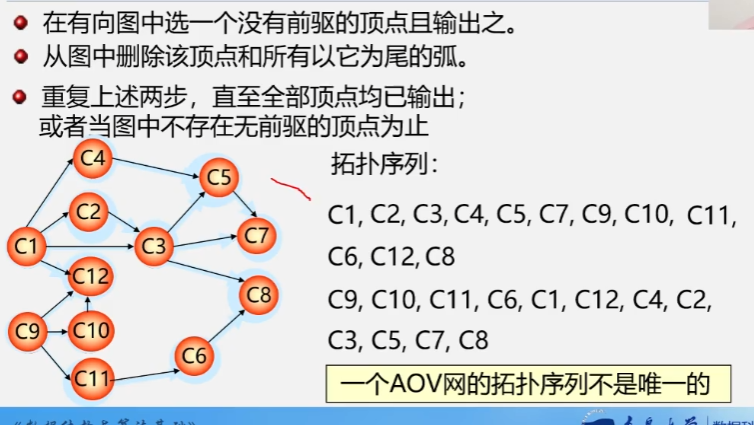 在有向图中选一个没有前驱的顶点且输出之。
从图中删除该顶点和所有以它为尾的弧。
重复上述两步，直至全部顶点均已输出；
或者当图中不存在无前驱的顶点为止
C4
C5
C2
C1
C3
C7
C12
C8
C9
C10
C6
C11
拓扑序列：
C1, C2, C3, C4, C5, C7, C9, C10, C11,
C6, C12, C8
C9, C10, C11, C6, C1, C12, C4, C2,
C3, C5, C7, C8
一个AOV网的拓扑序列不是唯一的